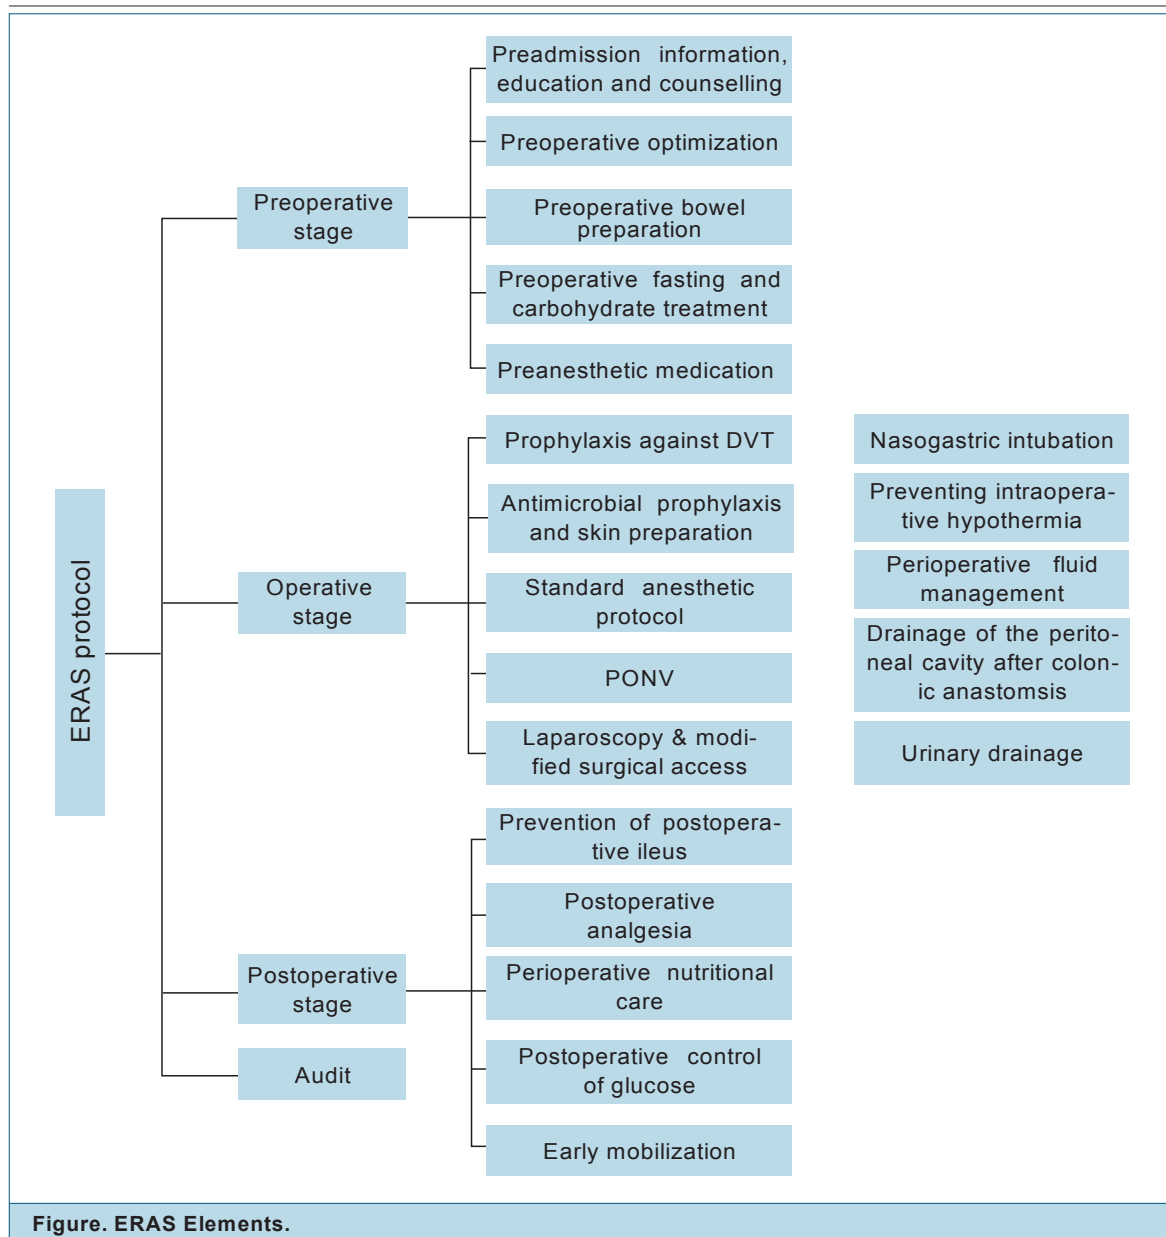 Preadmission information,
education and counselling
Preoperative optimization
Preoperative bowel
preparation
Preoperative fasting and
carbohydrate treatment
Preanesthetic medication
Preoperative
stage
Prophylaxis against DVT
Antimicrobial prophylaxis
and skin preparation
Standard anesthetic
protocol
PONV
Laparoscopy & modi-
fied surgical access
Nasogastric intubation
Preventing intraopera-
tive hypothermia
Perioperative fluid
management
Drainage of the perito-
neal cavity after colon-
ic anastomsis
Urinary drainage
Operative
stage
ERAS protocol
Prevention of postopera-
tive ileus
Postoperative
analgesia
Perioperative nutritional
care
Postoperative control
of glucose
Early mobilization
Postoperative
stage
Audit
Figure. ERAS Elements.